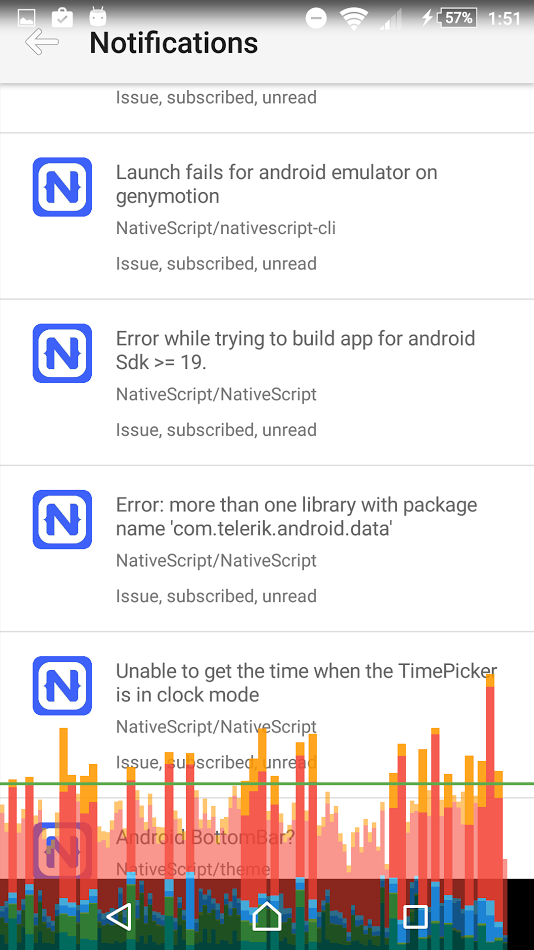 57%
1:51
Notifications
Issue, subscribed, unread
Launch fails for android emulator on
genymotion
NativeScript/nativescript-cli
Issue, subscribed, unread
Error while trying to build app for android
Sdk >= 19.
NativeScript/NativeScript
Issue, subscribed, unread
Error: more than one library with package
name 'com.telerik.android.data'
NativeScript/NativeScript
Issue, subscribed, unread
Unable to get the time when the TimePicker
is in clock mode
NativeScript/NativeScript
Issue, subscribed, unread
Android BottomBar?
NativeScript/theme